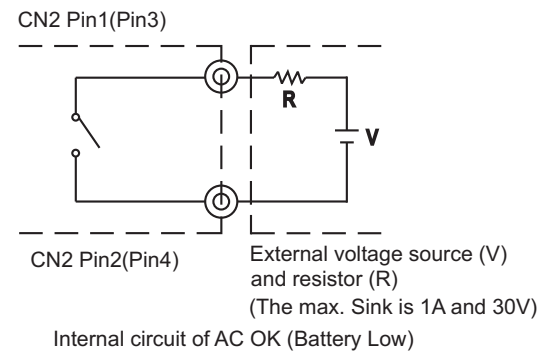 CN2 Pin1(Pin3)
R
V
CN2 Pin2(Pin4)
External voltage source (V)
and resistor (R)
(The max. Sink is 1A and 30V)
Internal circuit of AC OK (Battery Low)